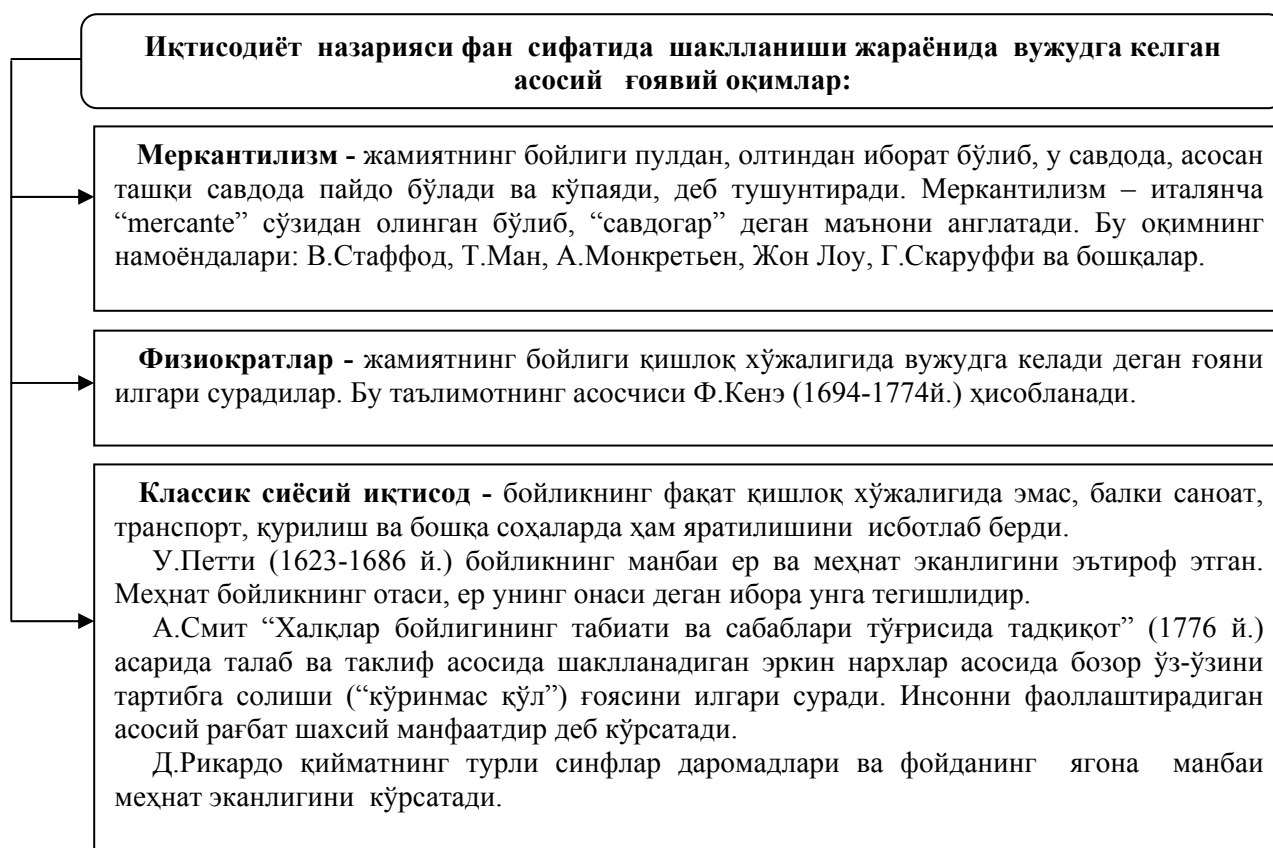 Иқтисодиёт назарияси фан сифатида шаклланиши жараёнида вужудга келган
асосий ғоявий оқимлар:
Меркантилизм - жамиятнинг бойлиги пулдан, олтиндан иборат бўлиб, у савдода, асосан
ташқи савдода пайдо бўлади ва кўпаяди, деб тушунтиради. Меркантилизм – италянча
“mercante” сўзидан олинган бўлиб, “савдогар” деган маънони англатади. Бу оқимнинг
намоёндалари: В.Стаффод, Т.Ман, А.Монкретьен, Жон Лоу, Г.Скаруффи ва бошқалар.
Физиократлар - жамиятнинг бойлиги қишлоқ хўжалигида вужудга келади деган ғояни
илгари сурадилар. Бу таълимотнинг асосчиси Ф.Кенэ (1694-1774й.) ҳисобланади.
Классик сиёсий иқтисод - бойликнинг фақат қишлоқ хўжалигида эмас, балки саноат,
транспорт, қурилиш ва бошқа соҳаларда ҳам яратилишини исботлаб берди.
У.Петти (1623-1686 й.) бойликнинг манбаи ер ва меҳнат эканлигини эътироф этган.
Меҳнат бойликнинг отаси, ер унинг онаси деган ибора унга тегишлидир.
А.Смит “Халқлар бойлигининг табиати ва сабаблари тўғрисида тадқиқот” (1776 й.)
асарида талаб ва таклиф асосида шаклланадиган эркин нархлар асосида бозор ўз-ўзини
тартибга солиши (“кўринмас қўл”) ғоясини илгари суради. Инсонни фаоллаштирадиган
асосий рағбат шахсий манфаатдир деб кўрсатади.
Д.Рикардо қийматнинг турли синфлар даромадлари ва фойданинг ягона манбаи
меҳнат эканлигини кўрсатади.